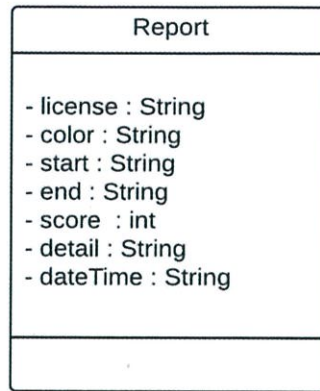 Report
- license : String
- color : String
- start : String
- end : String
- score : int
- detail : String
- dateTime : String